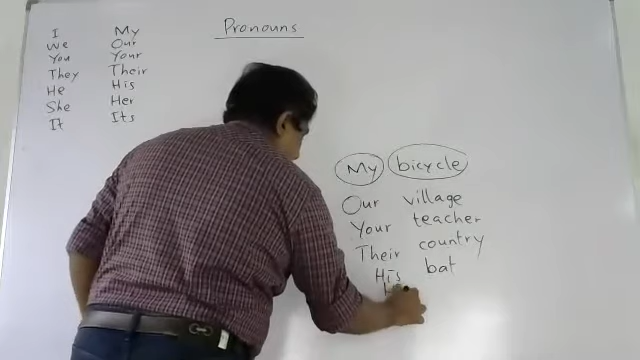 Pronouns
I My
We Our
You Your
They Their
He His
She Her
It Its
My bicycle
Our village
Your teacher
Their country
His bat